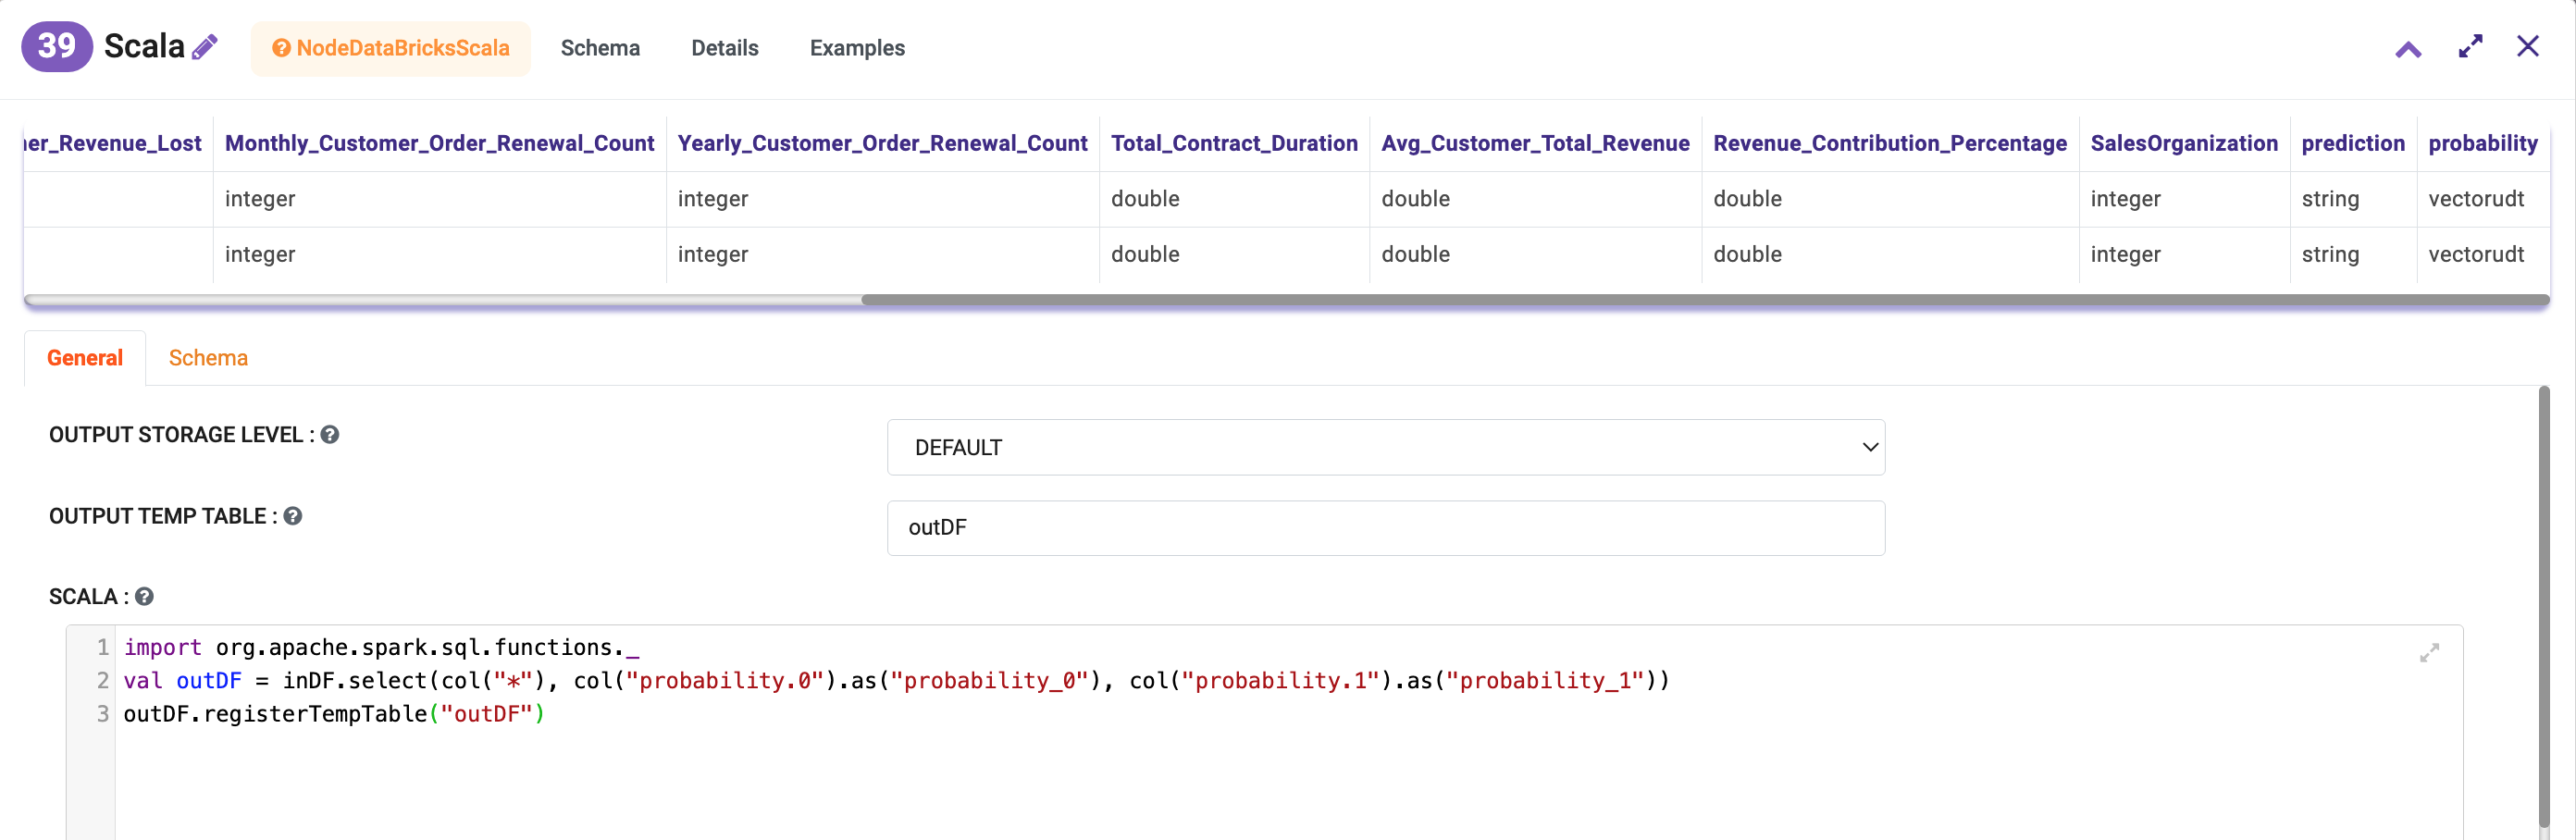 39 Scala NodeDataBricksScala Schema Details Examples
er_Revenue_Lost Monthly_Customer_Order_Renewal_Count Yearly_Customer_Order_Renewal_Count Total_Contract_Duration Avg_Customer_Total_Revenue Revenue_Contribution_Percentage SalesOrganization prediction probability
integer integer double double double integer string vectorudt
integer integer double double double integer string vectorudt
General Schema
OUTPUT STORAGE LEVEL : DEFAULT
OUTPUT TEMP TABLE : outDF
SCALA :
1 import org.apache.spark.sql.functions._
2 val outDF = inDF.select(col("*"), col("probability.0").as("probability_0"), col("probability.1").as("probability_1"))
3 outDF.registerTempTable("outDF")